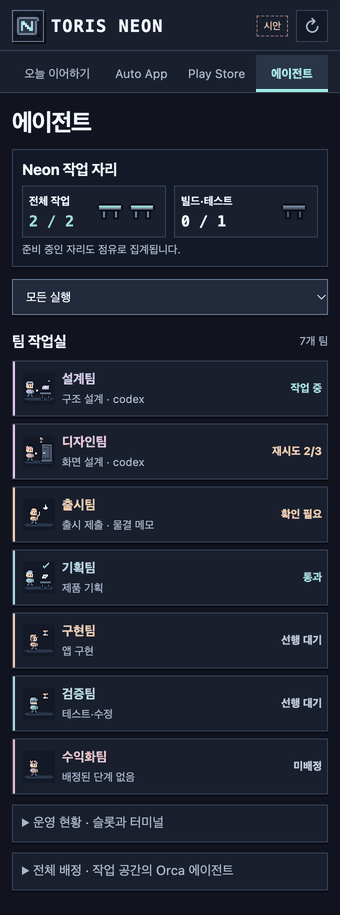 TORIS NEON
시안
오늘 이어하기
Auto App
Play Store
에이전트
에이전트
Neon 작업 자리
전체 작업
2 / 2
빌드·테스트
0 / 1
준비 중인 자리도 점유로 집계됩니다.
모든 실행
팀 작업실
7개 팀
설계팀
구조 설계 · codex
작업 중
디자인팀
화면 설계 · codex
재시도 2/3
출시팀
출시 제출 · 물결 메모
확인 필요
기획팀
제품 기획
통과
구현팀
앱 구현
선행 대기
검증팀
테스트·수정
선행 대기
수익화팀
배정된 단계 없음
미배정
▶ 운영 현황 · 슬롯과 터미널
▶ 전체 배정 · 작업 공간의 Orca 에이전트